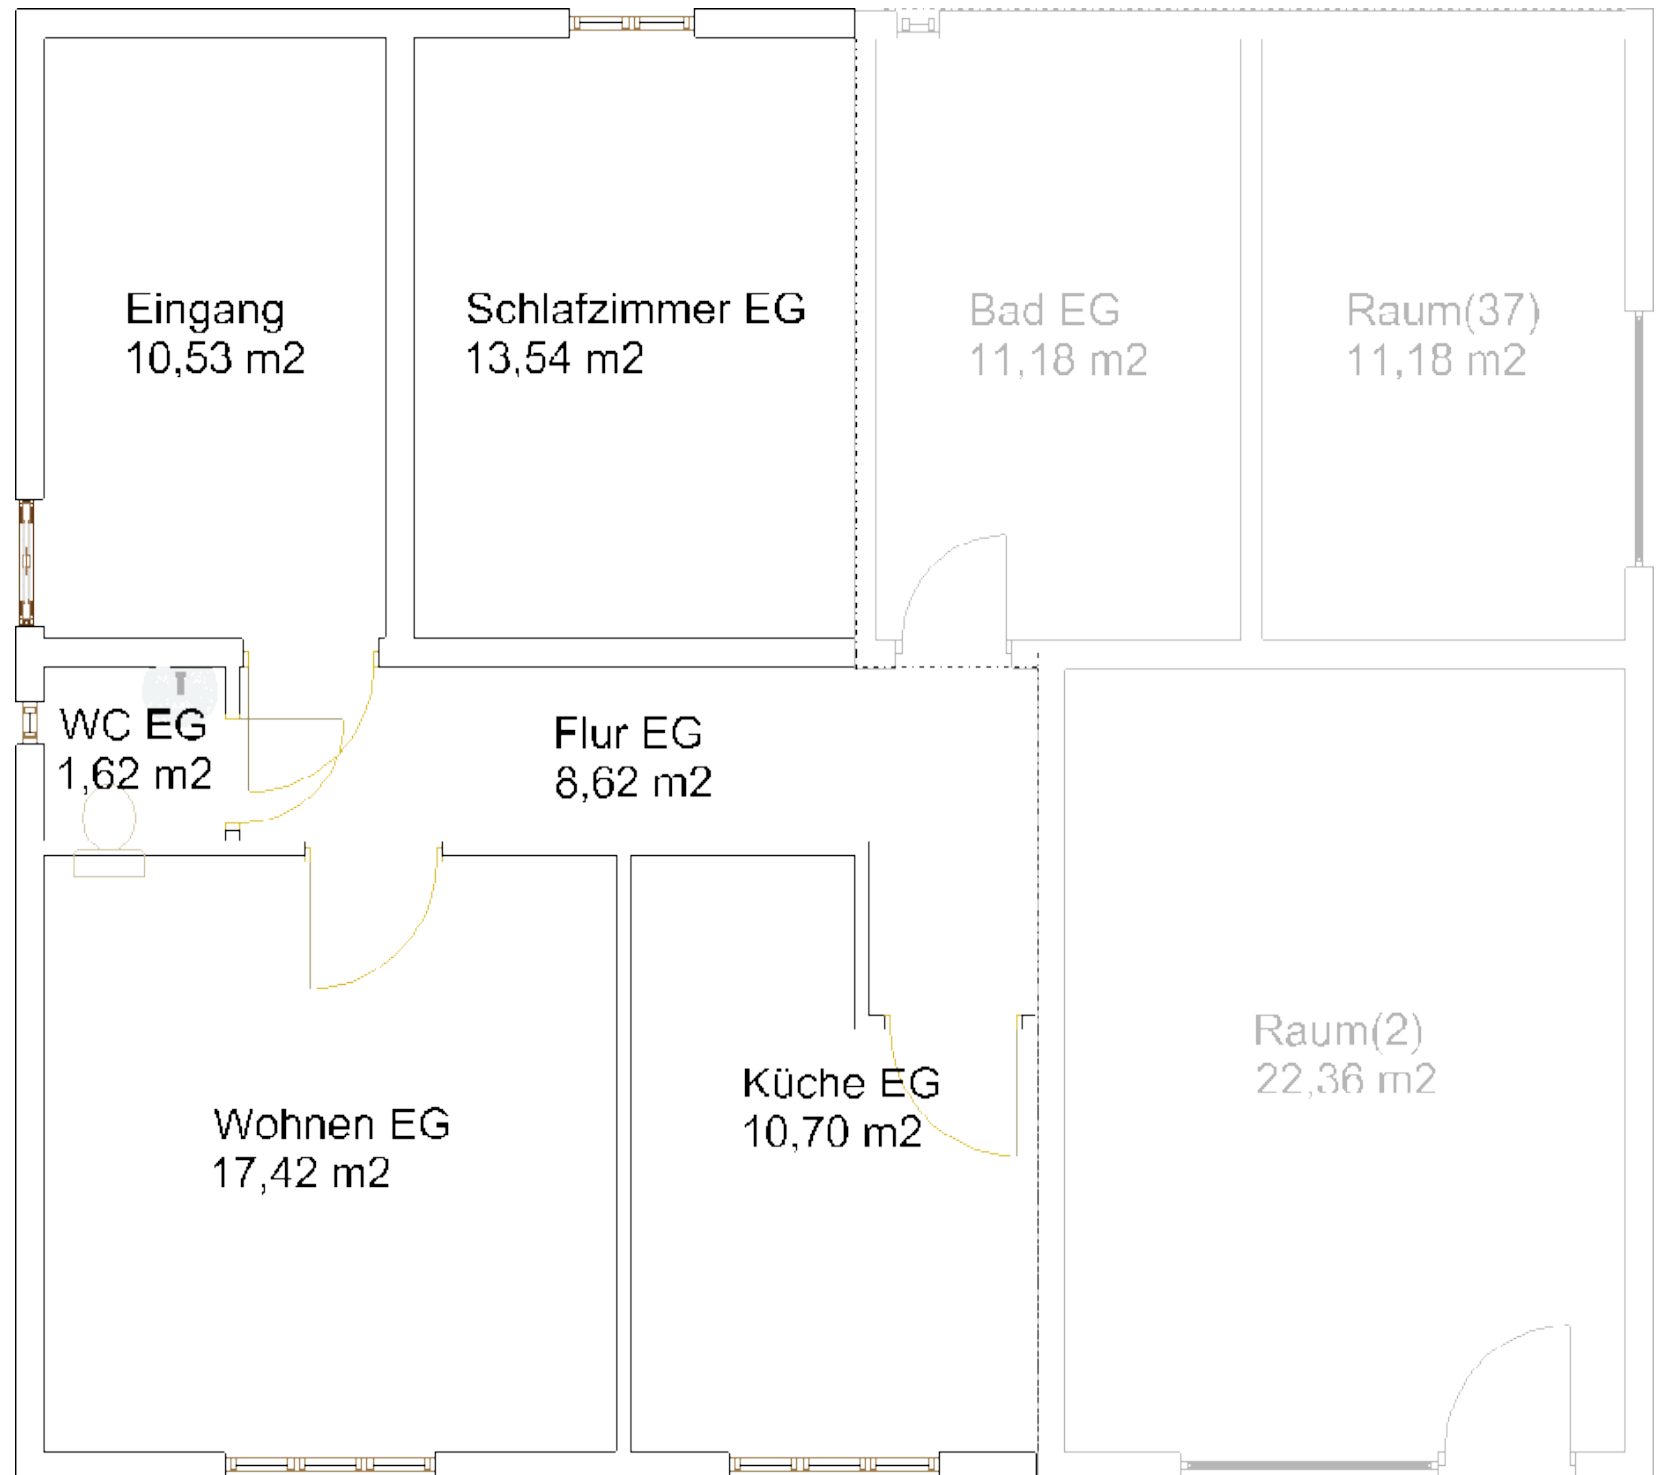 Eingang
10,53 m2
Schlafzimmer EG
13,54 m2
Bad EG
11,18 m2
Raum(37)
11,18 m2
WC EG
1,62 m2
Flur EG
8,62 m2
Wohnen EG
17,42 m2
Küche EG
10,70 m2
Raum(2)
22,36 m2